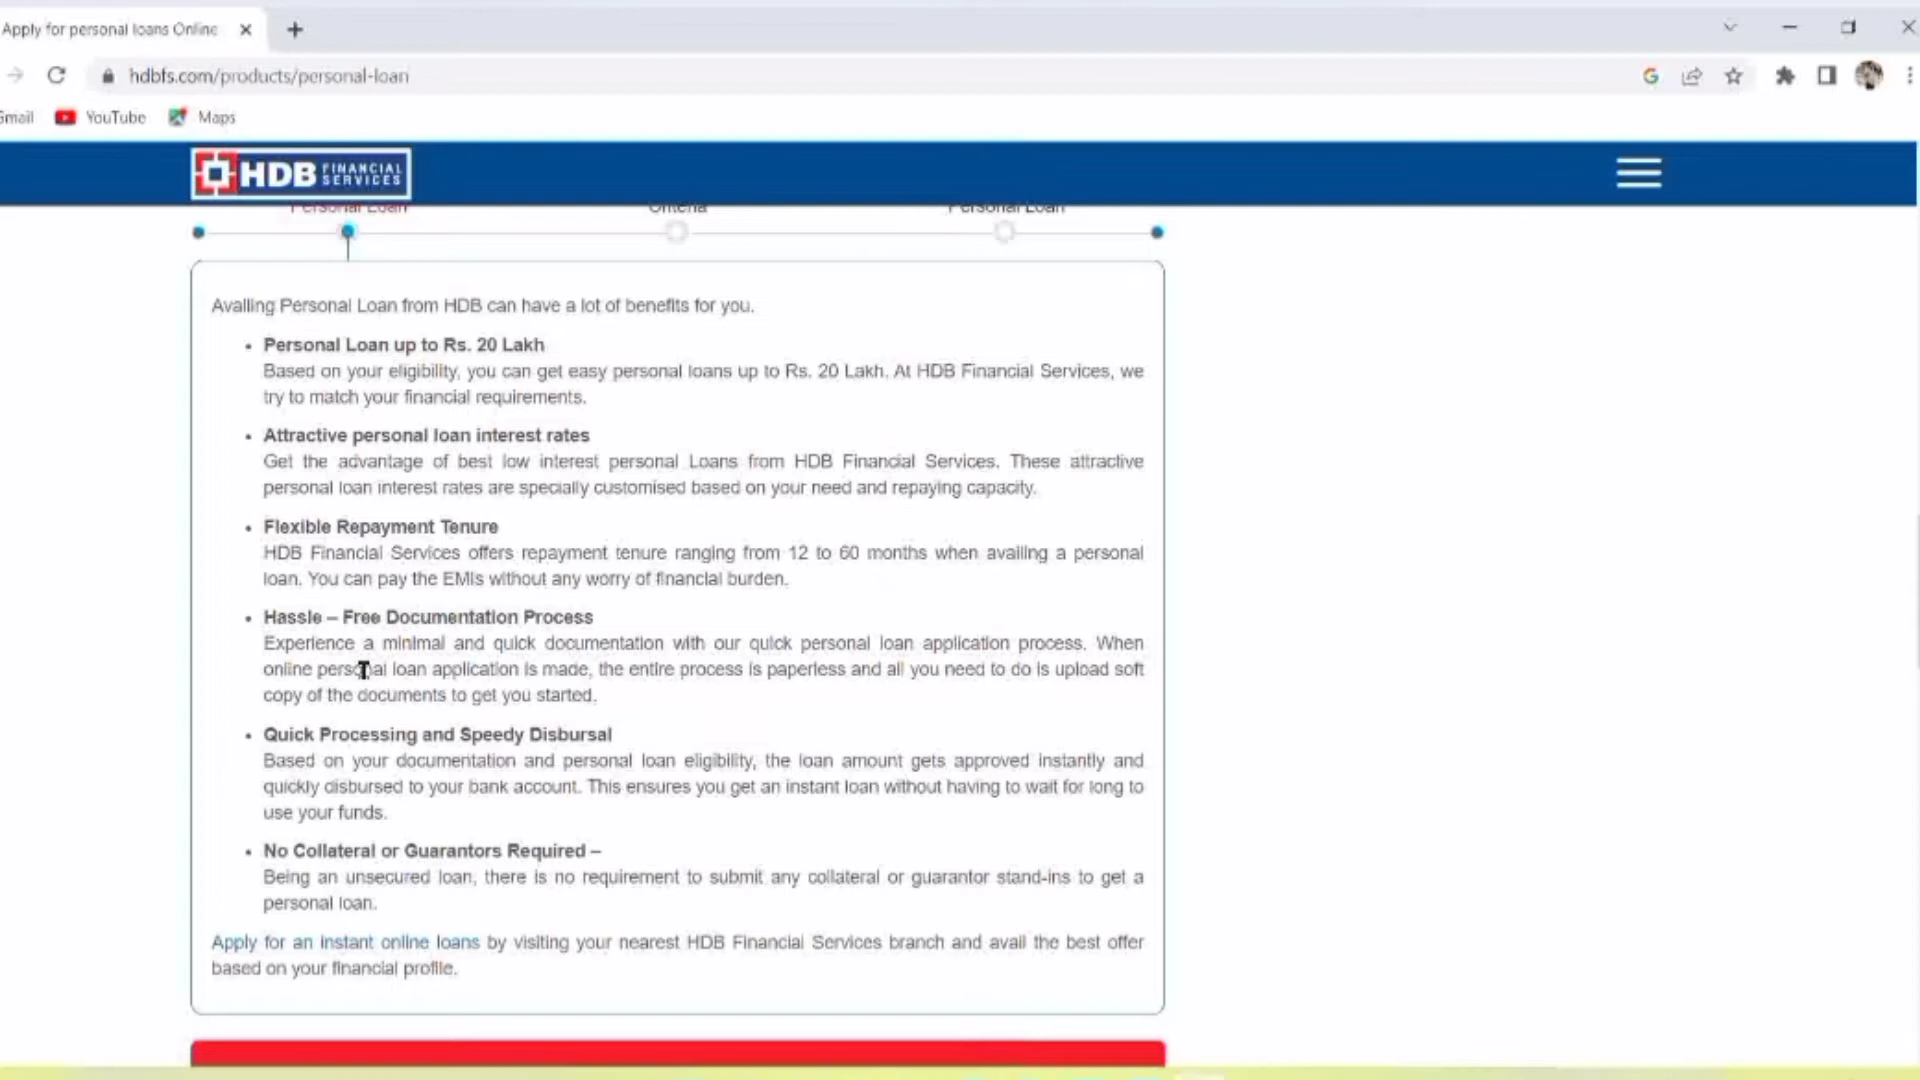 Apply for personal loans Online
hdbfs.com/products/personal-loan
Gmail YouTube Maps
HDB FINANCIAL SERVICES
Personal Loan Criteria Personal Loan
Availing Personal Loan from HDB can have a lot of benefits for you.
• Personal Loan up to Rs. 20 Lakh
Based on your eligibility, you can get easy personal loans up to Rs. 20 Lakh. At HDB Financial Services, we
try to match your financial requirements.
• Attractive personal loan interest rates
Get the advantage of best low interest personal Loans from HDB Financial Services. These attractive
personal loan interest rates are specially customised based on your need and repaying capacity.
• Flexible Repayment Tenure
HDB Financial Services offers repayment tenure ranging from 12 to 60 months when availing a personal
loan. You can pay the EMIs without any worry of financial burden.
• Hassle – Free Documentation Process
Experience a minimal and quick documentation with our quick personal loan application process. When
online personal loan application is made, the entire process is paperless and all you need to do is upload soft
copy of the documents to get you started.
• Quick Processing and Speedy Disbursal
Based on your documentation and personal loan eligibility, the loan amount gets approved instantly and
quickly disbursed to your bank account. This ensures you get an instant loan without having to wait for long to
use your funds.
• No Collateral or Guarantors Required –
Being an unsecured loan, there is no requirement to submit any collateral or guarantor stand-ins to get a
personal loan.
Apply for an instant online loans by visiting your nearest HDB Financial Services branch and avail the best offer
based on your financial profile.